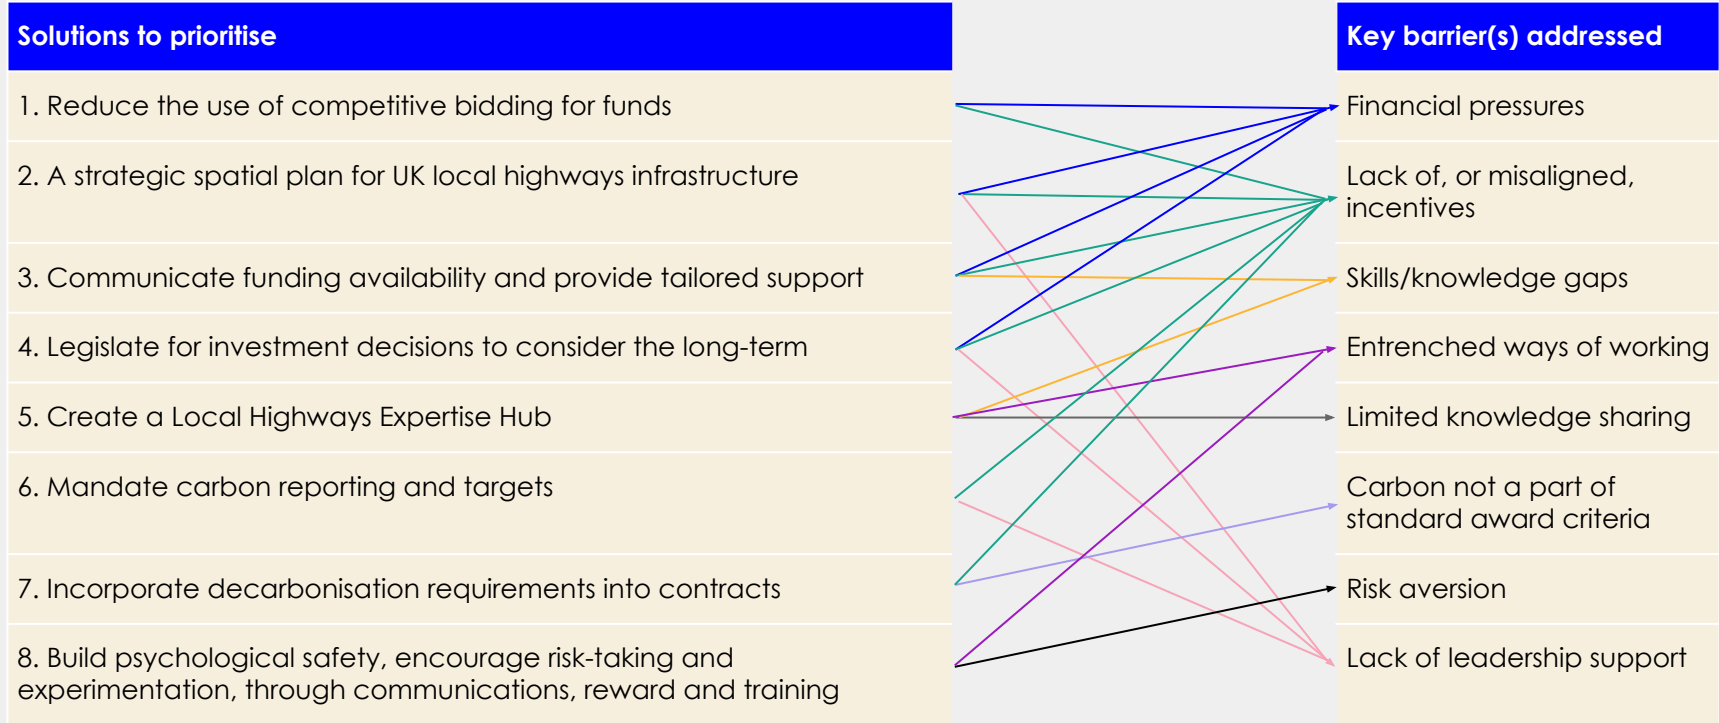 Solutions to prioritise
Key barrier(s) addressed
1. Reduce the use of competitive bidding for funds
Financial pressures
2. A strategic spatial plan for UK local highways infrastructure
Lack of, or misaligned,
incentives
3. Communicate funding availability and provide tailored support
Skills/knowledge gaps
4. Legislate for investment decisions to consider the long-term
Entrenched ways of working
5. Create a Local Highways Expertise Hub
Limited knowledge sharing
6. Mandate carbon reporting and targets
Carbon not a part of
standard award criteria
7. Incorporate decarbonisation requirements into contracts
Risk aversion
8. Build psychological safety, encourage risk-taking and
experimentation, through communications, reward and training
Lack of leadership support